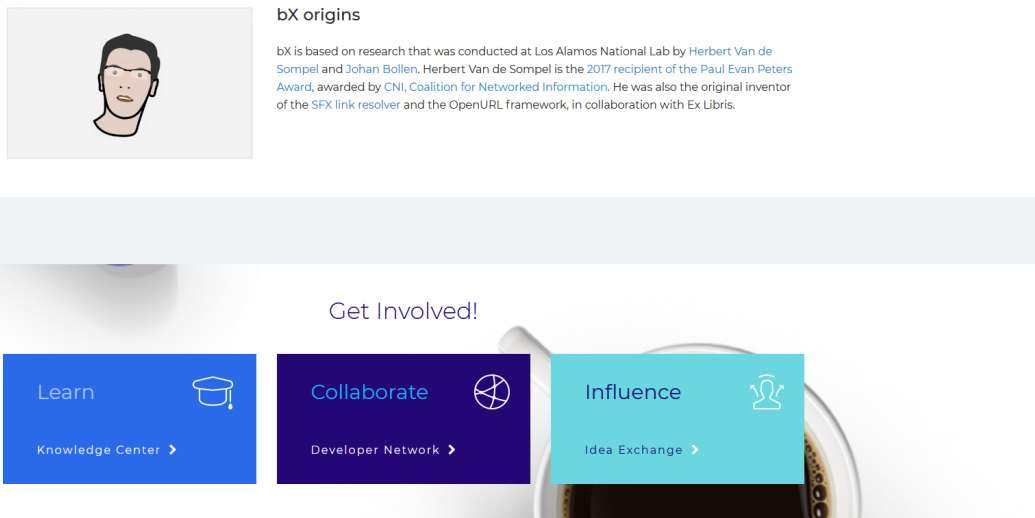 bX origins
bX is based on research that was conducted at Los Alamos National Lab by Herbert Van de
Sompel and Johan Bollen. Herbert Van de Sompel is the 2017 recipient of the Paul Evan Peters
Award, awarded by CNI, Coalition for Networked Information. He was also the original inventor
of the SFX link resolver and the OpenURL framework, in collaboration with Ex Libris.
Get Involved!
Learn
Knowledge Center
Collaborate
Developer Network
Influence
Idea Exchange